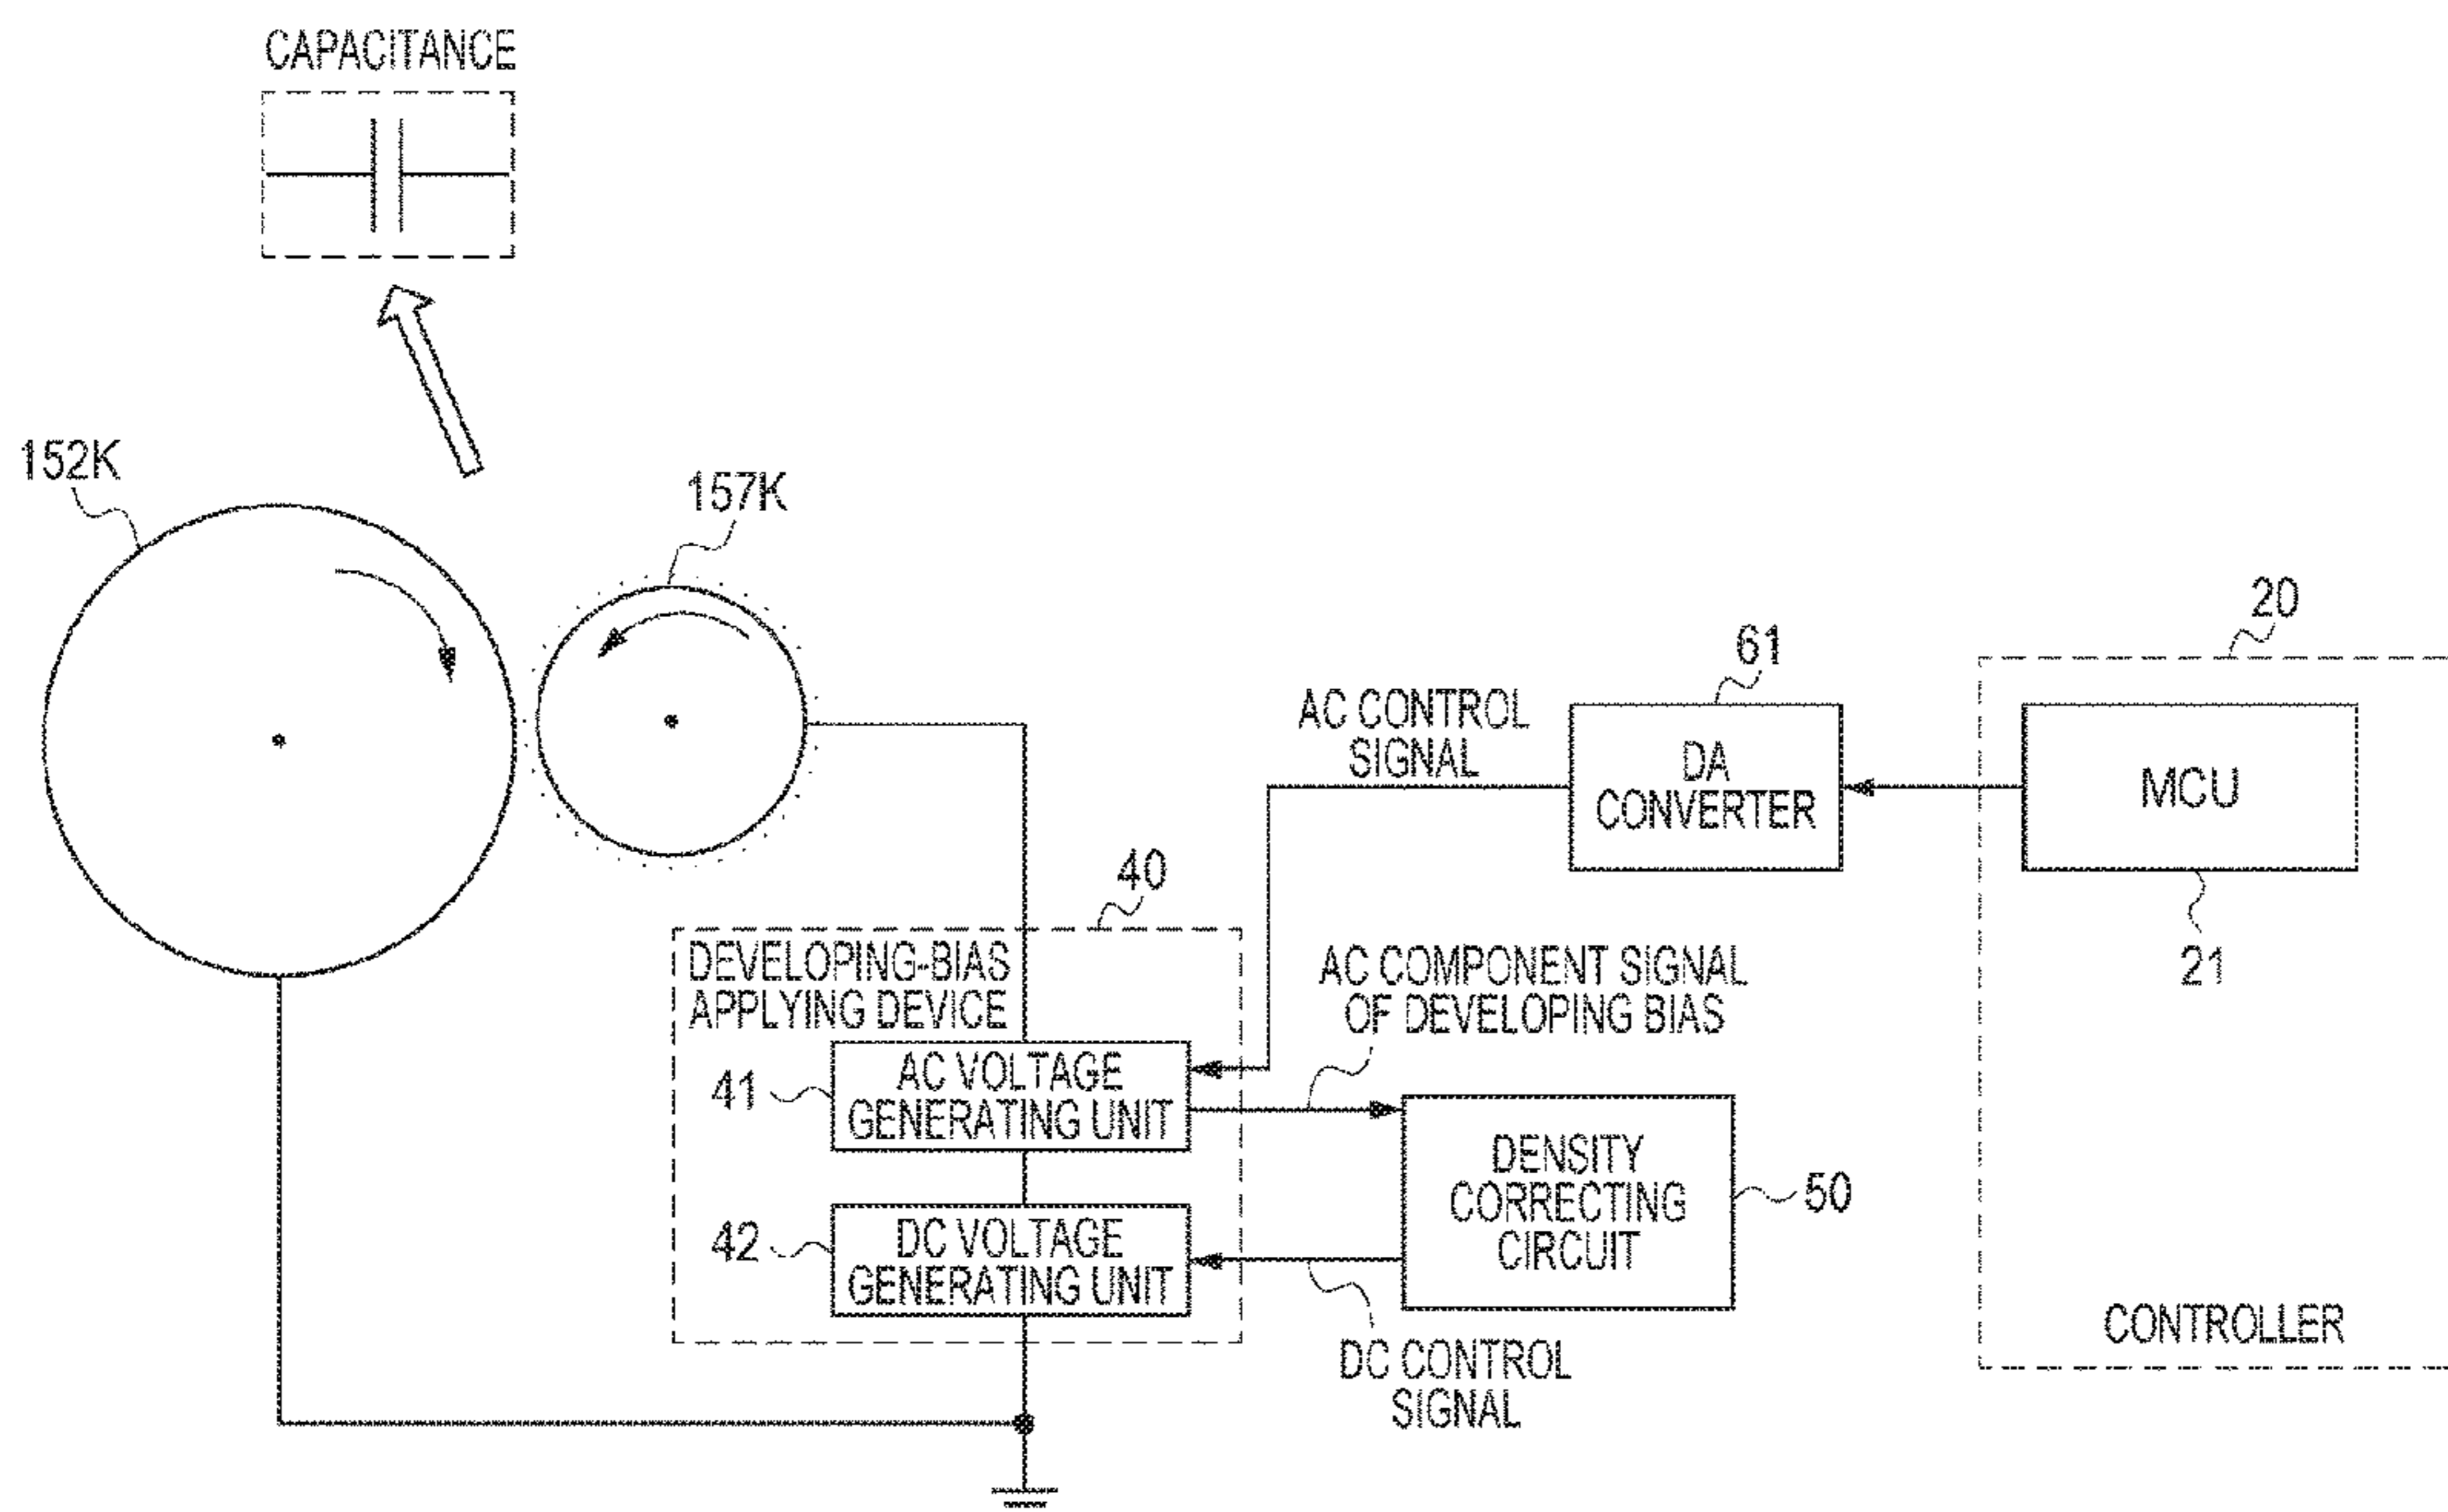 CAPACITANCE
152K
157K
20
61
AC CONTROL
SIGNAL
DA
CONVERTER
MCU
40
21
DEVELOPING-BIAS
APPLYING DEVICE
AC COMPONENT SIGNAL
OF DEVELOPING BIAS
41
AC VOLTAGE
GENERATING UNIT
DENSITY
CORRECTING
CIRCUIT
50
42
DC VOLTAGE
GENERATING UNIT
CONTROLLER
DC CONTROL
SIGNAL